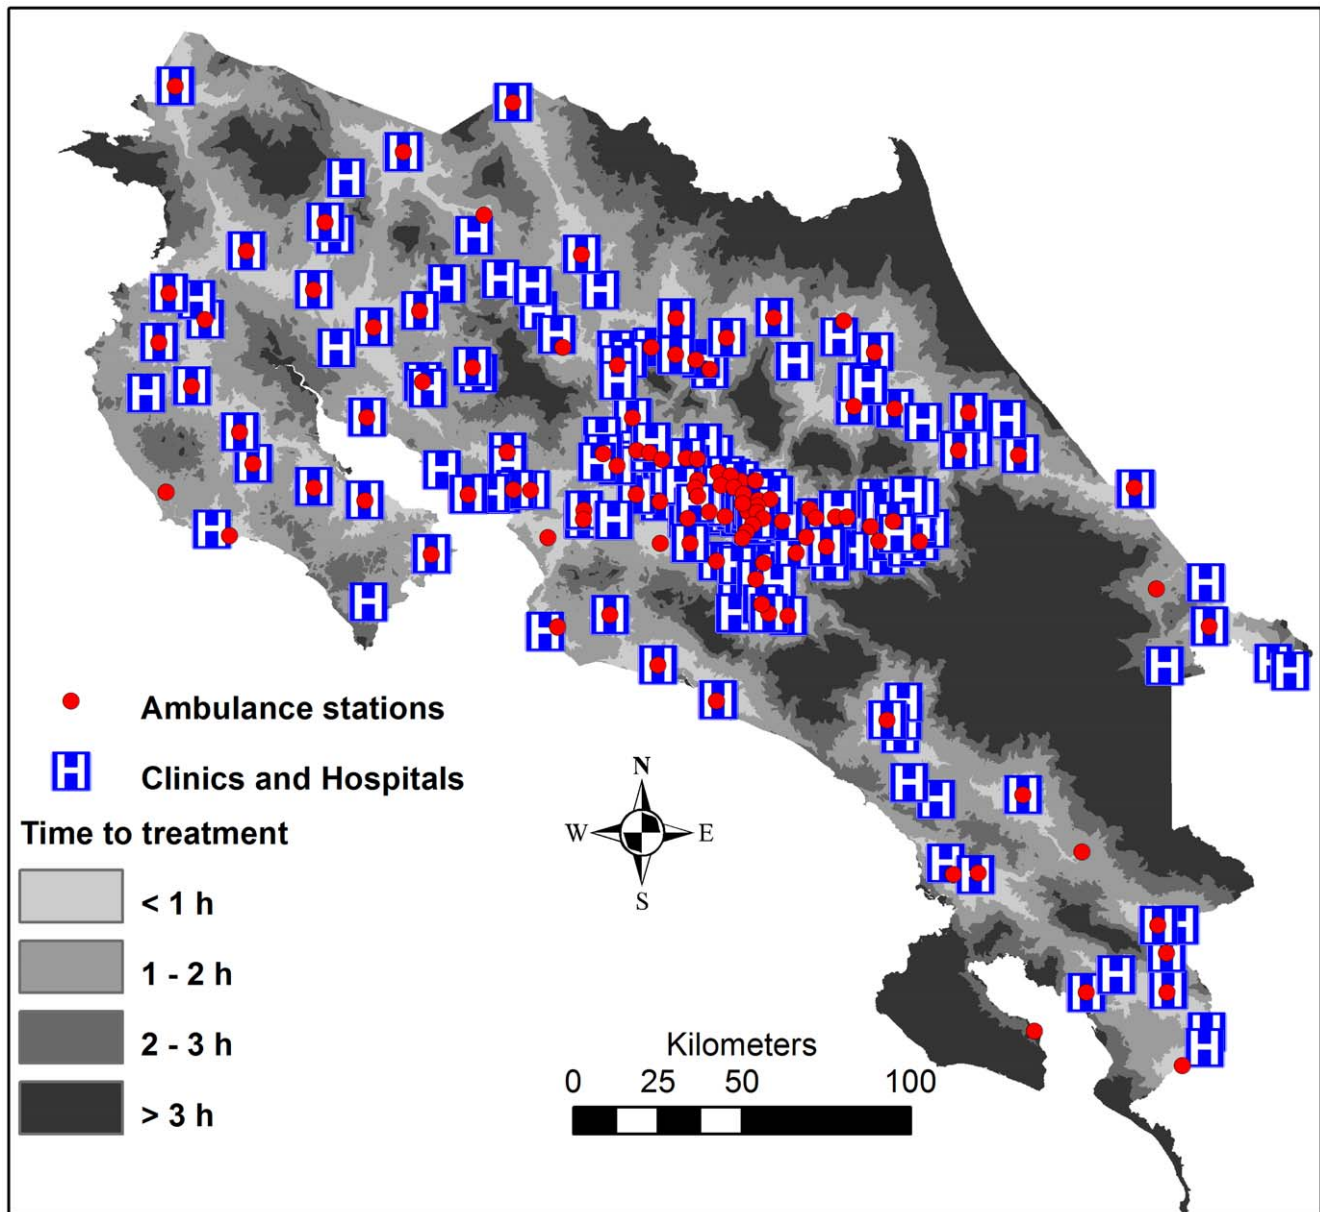 Ambulance stations
H Clinics and Hospitals
Time to treatment
< 1 h
1 - 2 h
2 - 3 h
> 3 h
N
W E
S
Kilometers
0 25 50 100